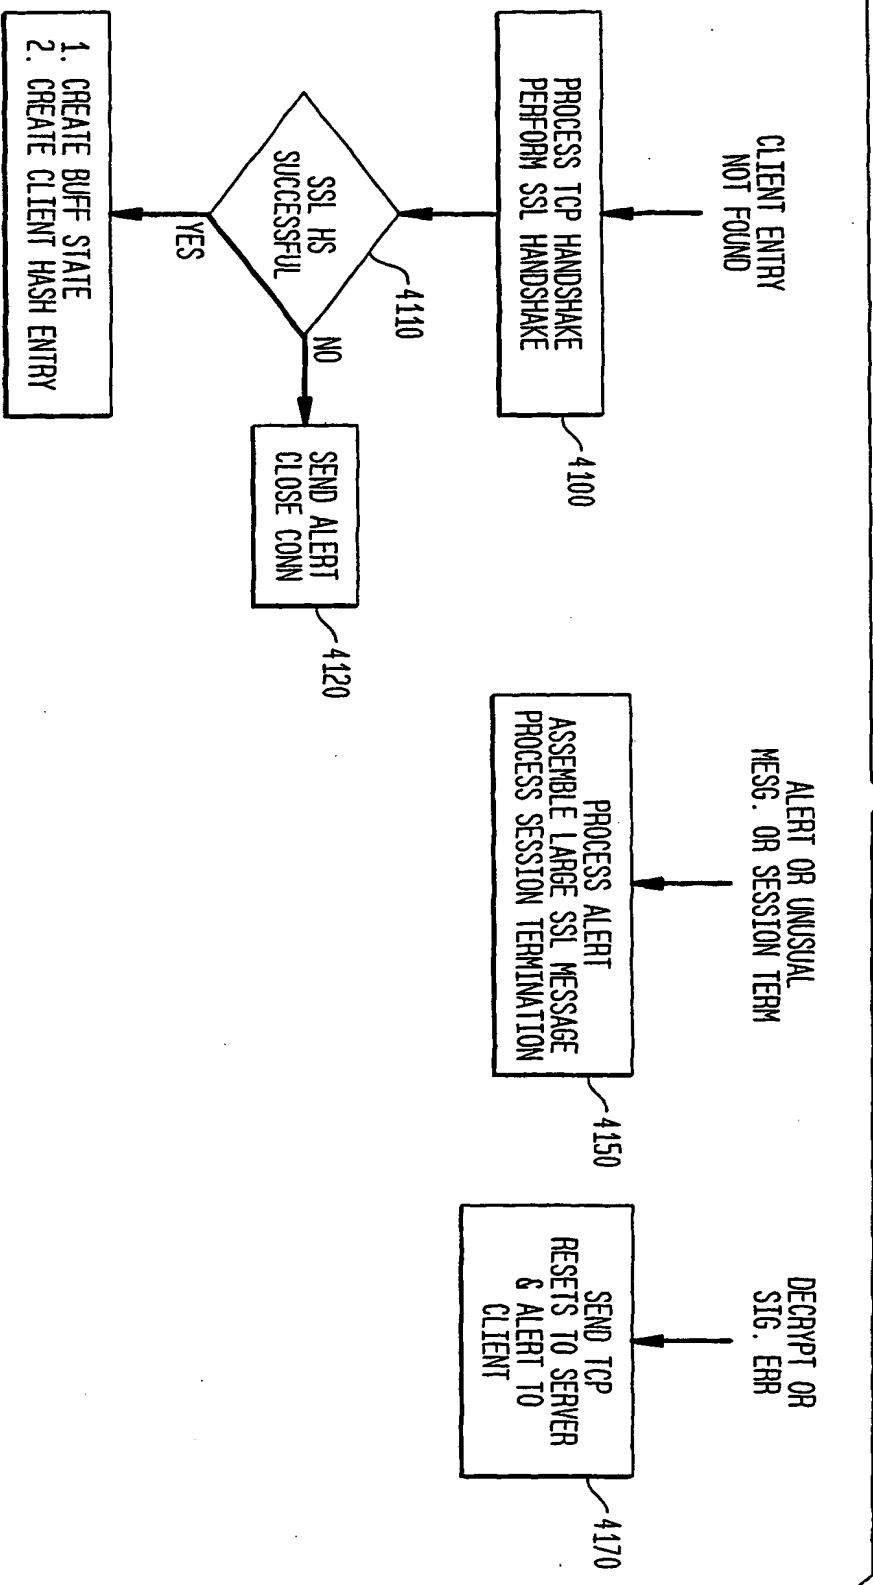 CLIENT ENTRY
NOT FOUND
PROCESS TCP HANDSHAKE
PERFORM SSL HANDSHAKE
4100
SSL HS
SUCCESSFUL
4110
NO
YES
SEND ALERT
CLOSE CONN
4120
1. CREATE BUFF STATE
2. CREATE CLIENT HASH ENTRY
ALERT OR UNUSUAL
MESG. OR SESSION TERM
PROCESS ALERT
ASSEMBLE LARGE SSL MESSAGE
PROCESS SESSION TERMINATION
4150
DECRYPT OR
SIG. ERR
SEND TCP
RESETS TO SERVER
& ALERT TO
CLIENT
4170